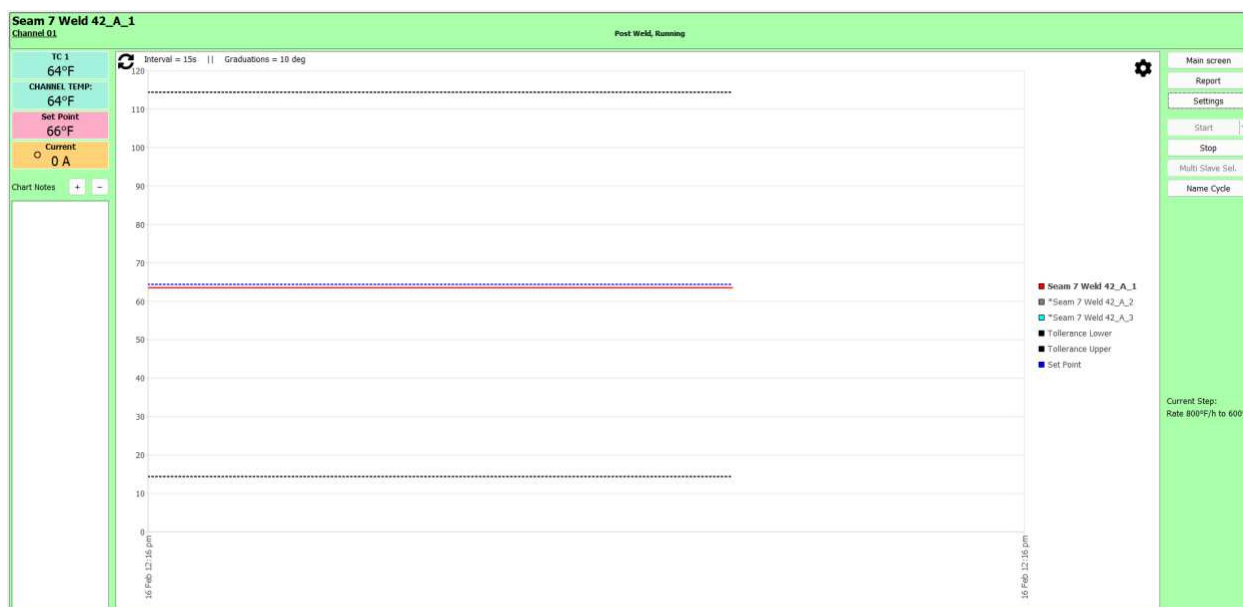 Seam 7 Weld 42_A_1
Channel 01
Post Weld, Running
TC 1
64°F
CHANNEL TEMP:
64°F
Set Point
66°F
Current
0 A
Chart Notes + −
Interval = 15s || Graduations = 10 deg
120
110
100
90
80
70
60
50
40
30
20
10
0
16 Feb 12:16 pm
16 Feb 12:16 pm
Seam 7 Weld 42_A_1
*Seam 7 Weld 42_A_2
*Seam 7 Weld 42_A_3
Tollerance Lower
Tollerance Upper
Set Point
Main screen
Report
Settings
Start
Stop
Multi Slave Sel.
Name Cycle
Current Step:
Rate 800°F/h to 600°